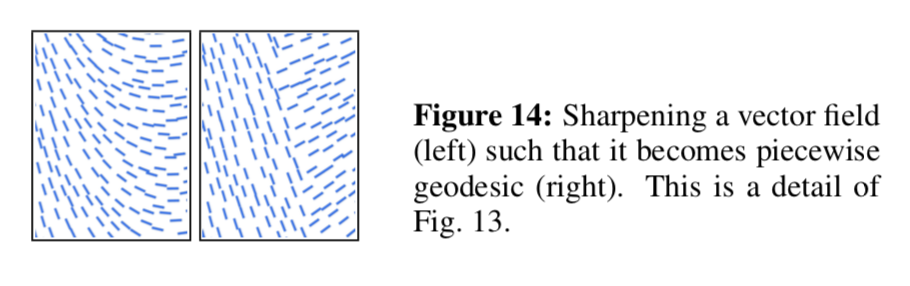 Figure 14: Sharpening a vector field
(left) such that it becomes piecewise
geodesic (right). This is a detail of
Fig. 13.